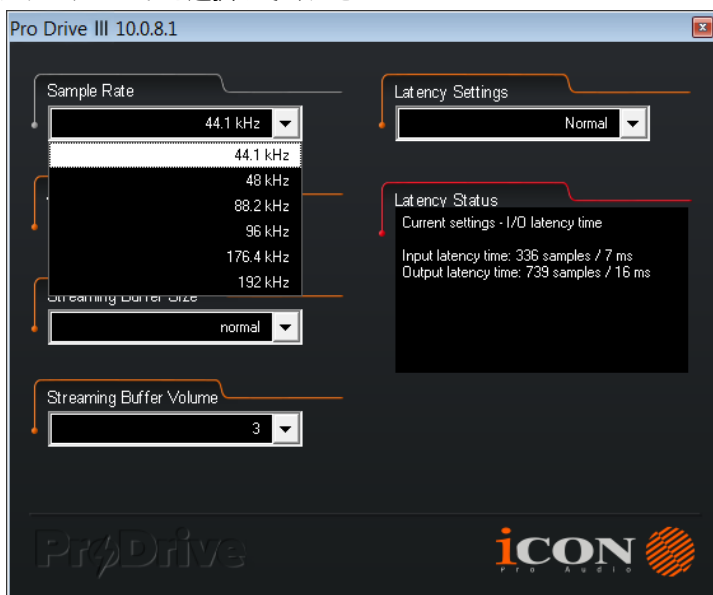 Pro Drive III 10.0.8.1
Sample Rate
44.1 kHz
44.1 kHz
48 kHz
88.2 kHz
96 kHz
176.4 kHz
192 kHz
Streaming Buffer Size
normal
Streaming Buffer Volume
3
Latency Settings
Normal
Latency Status
Current settings - I/O latency time
Input latency time: 336 samples / 7 ms
Output latency time: 739 samples / 16 ms
ProDrive
iCON
Pro Audio